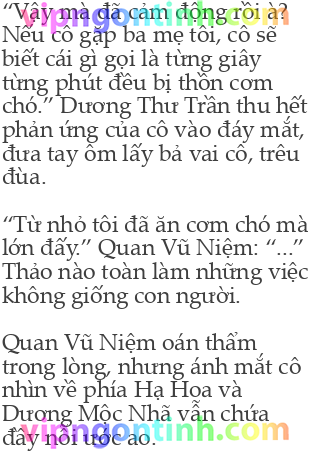 “Vậy mà đã cảm động rồi à?
Nếu cô gặp ba mẹ tôi, cô sẽ
biết cái gì gọi là từng giây
từng phút đều bị thồn cơm
chó.” Dương Thư Trần thu hết
phản ứng của cô vào đáy mắt,
đưa tay ôm lấy bả vai cô, trêu
đùa.
“Từ nhỏ tôi đã ăn cơm chó mà
lớn đấy.” Quan Vũ Niệm: “...”
Thảo nào toàn làm những việc
không giống con người.
Quan Vũ Niệm oán thầm
trong lòng, nhưng ánh mắt cô
nhìn về phía Hạ Hoa và
Dương Mộc Nhã vẫn chứa
đầy nỗi ước ao.
vipngontinh.com
vipngontinh.com